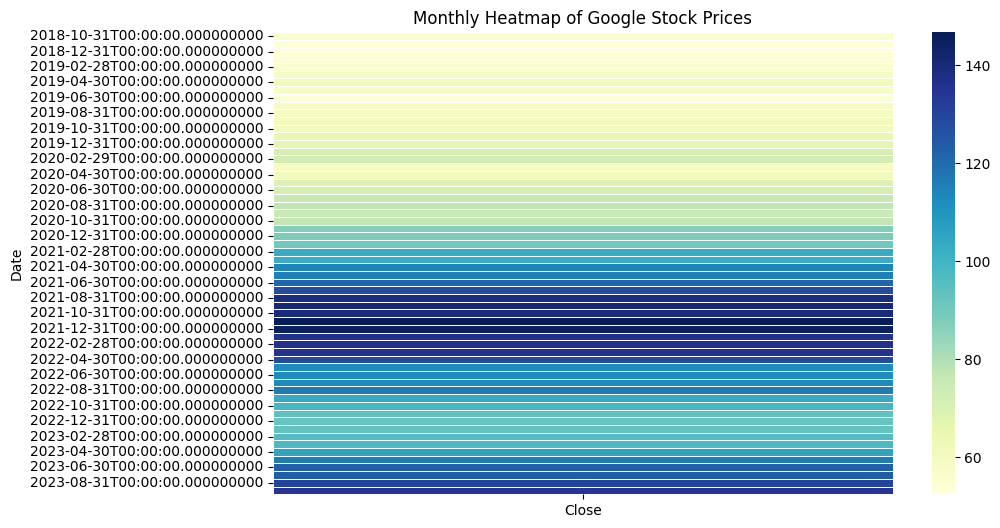 Monthly Heatmap of Google Stock Prices
2018-10-31T00:00:00.000000000
2018-12-31T00:00:00.000000000
2019-02-28T00:00:00.000000000
2019-04-30T00:00:00.000000000
2019-06-30T00:00:00.000000000
2019-08-31T00:00:00.000000000
2019-10-31T00:00:00.000000000
2019-12-31T00:00:00.000000000
2020-02-29T00:00:00.000000000
2020-04-30T00:00:00.000000000
2020-06-30T00:00:00.000000000
2020-08-31T00:00:00.000000000
2020-10-31T00:00:00.000000000
2020-12-31T00:00:00.000000000
2021-02-28T00:00:00.000000000
2021-04-30T00:00:00.000000000
2021-06-30T00:00:00.000000000
2021-08-31T00:00:00.000000000
2021-10-31T00:00:00.000000000
2021-12-31T00:00:00.000000000
2022-02-28T00:00:00.000000000
2022-04-30T00:00:00.000000000
2022-06-30T00:00:00.000000000
2022-08-31T00:00:00.000000000
2022-10-31T00:00:00.000000000
2022-12-31T00:00:00.000000000
2023-02-28T00:00:00.000000000
2023-04-30T00:00:00.000000000
2023-06-30T00:00:00.000000000
2023-08-31T00:00:00.000000000
Date
Close
140
120
100
80
60